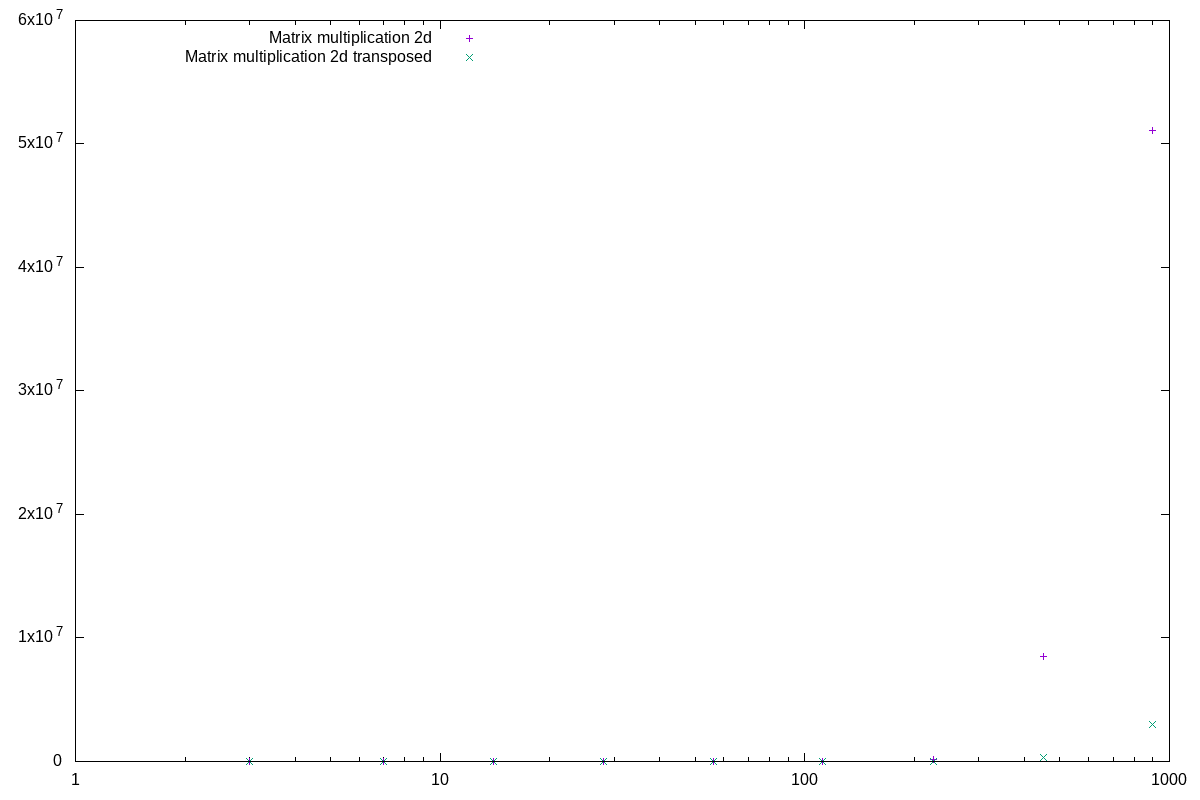 6x10^7
Matrix multiplication 2d
Matrix multiplication 2d transposed
5x10^7
4x10^7
3x10^7
2x10^7
1x10^7
0
1 10 100 1000